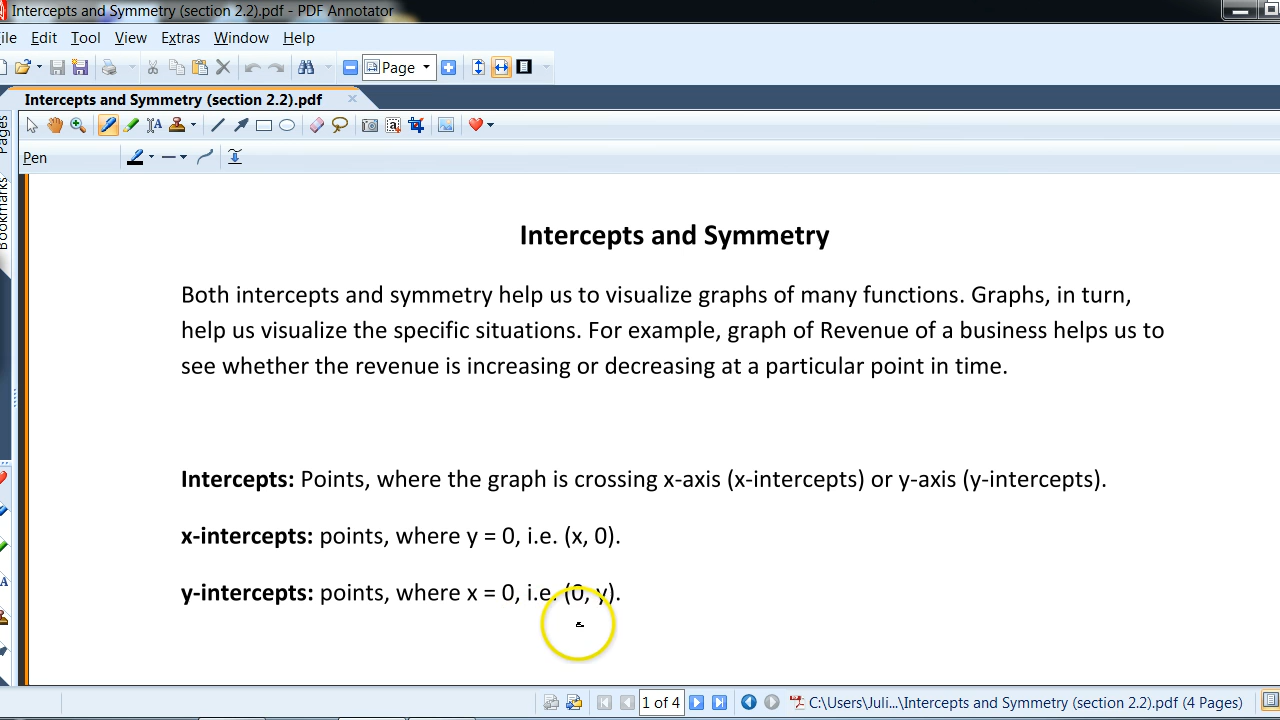 Intercepts and Symmetry (section 2.2).pdf - PDF Annotator
ile Edit Tool View Extras Window Help
Page
Intercepts and Symmetry (section 2.2).pdf
Pages
Pen
Bookmarks
Intercepts and Symmetry
Both intercepts and symmetry help us to visualize graphs of many functions. Graphs, in turn,
help us visualize the specific situations. For example, graph of Revenue of a business helps us to
see whether the revenue is increasing or decreasing at a particular point in time.
Intercepts: Points, where the graph is crossing x-axis (x-intercepts) or y-axis (y-intercepts).
x-intercepts: points, where y = 0, i.e. (x, 0).
y-intercepts: points, where x = 0, i.e. (0, y).
1 of 4 C:\Users\Juli...\Intercepts and Symmetry (section 2.2).pdf (4 Pages)